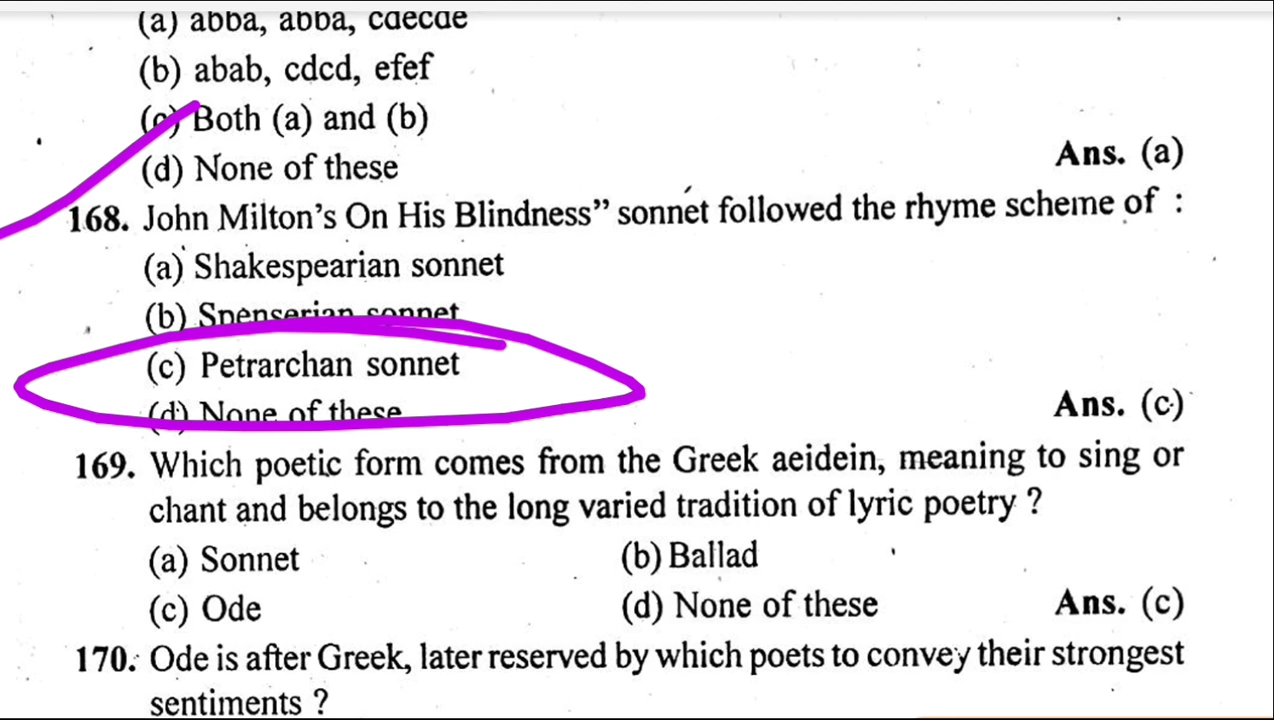 (a) abba, abba, cdecde
(b) abab, cdcd, efef
(c) Both (a) and (b)
(d) None of these
Ans. (a)
168. John Milton's On His Blindness" sonnet followed the rhyme scheme of :
(a) Shakespearian sonnet
(b) Spenserian sonnet
(c) Petrarchan sonnet
(d) None of these
Ans. (c)
169. Which poetic form comes from the Greek aeidein, meaning to sing or
chant and belongs to the long varied tradition of lyric poetry ?
(a) Sonnet (b) Ballad
(c) Ode (d) None of these Ans. (c)
170. Ode is after Greek, later reserved by which poets to convey their strongest
sentiments ?